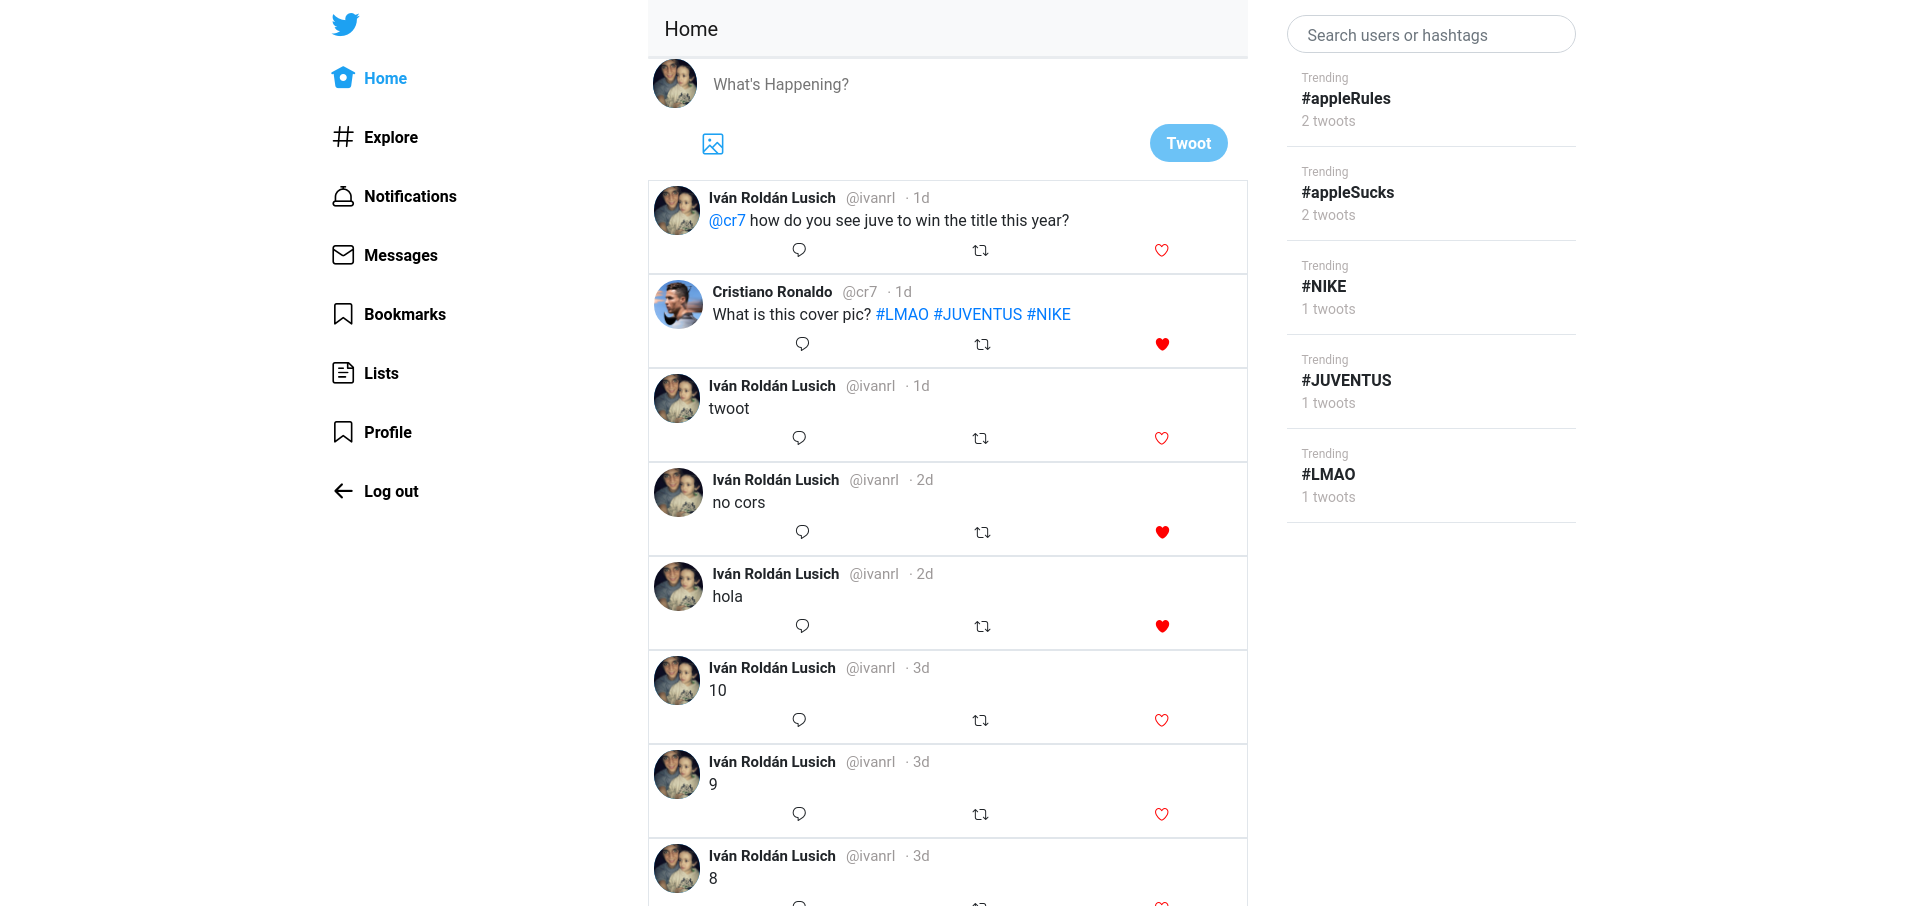 Home
Explore
Notifications
Messages
Bookmarks
Lists
Profile
Log out
Home
What's Happening?
Twoot
Iván Roldán Lusich @ivanrl · 1d
@cr7 how do you see juve to win the title this year?
Cristiano Ronaldo @cr7 · 1d
What is this cover pic? #LMAO #JUVENTUS #NIKE
Iván Roldán Lusich @ivanrl · 1d
twoot
Iván Roldán Lusich @ivanrl · 2d
no cors
Iván Roldán Lusich @ivanrl · 2d
hola
Iván Roldán Lusich @ivanrl · 3d
10
Iván Roldán Lusich @ivanrl · 3d
9
Iván Roldán Lusich @ivanrl · 3d
8
Search users or hashtags
Trending
#appleRules
2 twoots
Trending
#appleSucks
2 twoots
Trending
#NIKE
1 twoots
Trending
#JUVENTUS
1 twoots
Trending
#LMAO
1 twoots